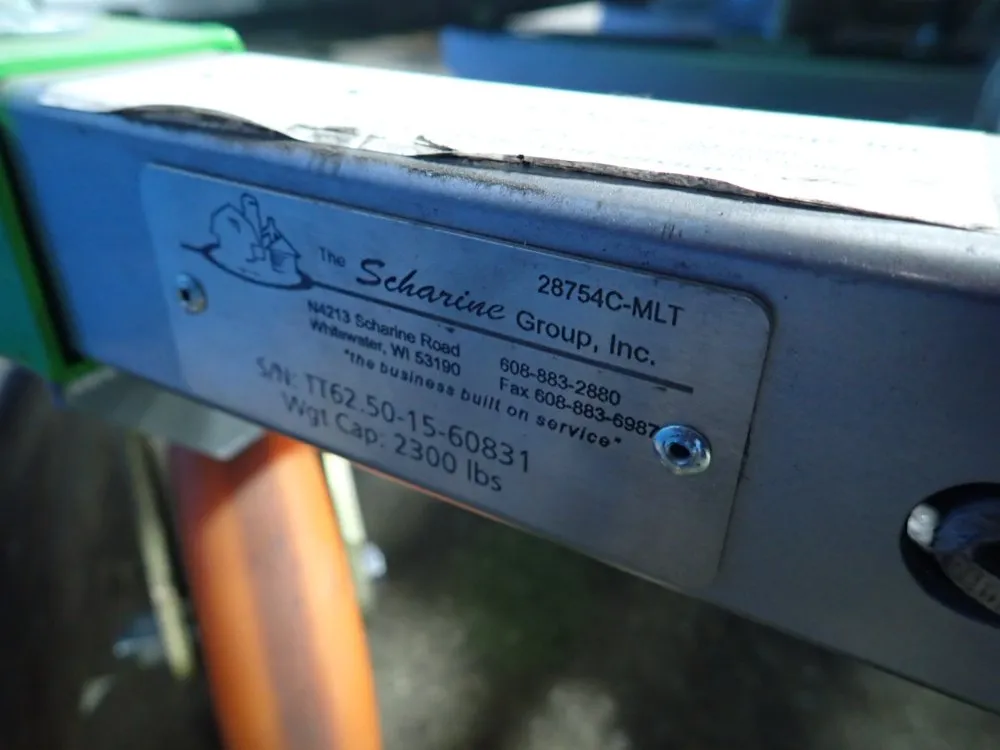 28754C-MLT
The Scharine Group, Inc.
N4213 Scharine Road 608-883-2880
Whitewater, WI 53190 Fax 608-883-6987
"the business built on service"
S/N: TT62.50-15-60831
Wgt Cap: 2300 lbs